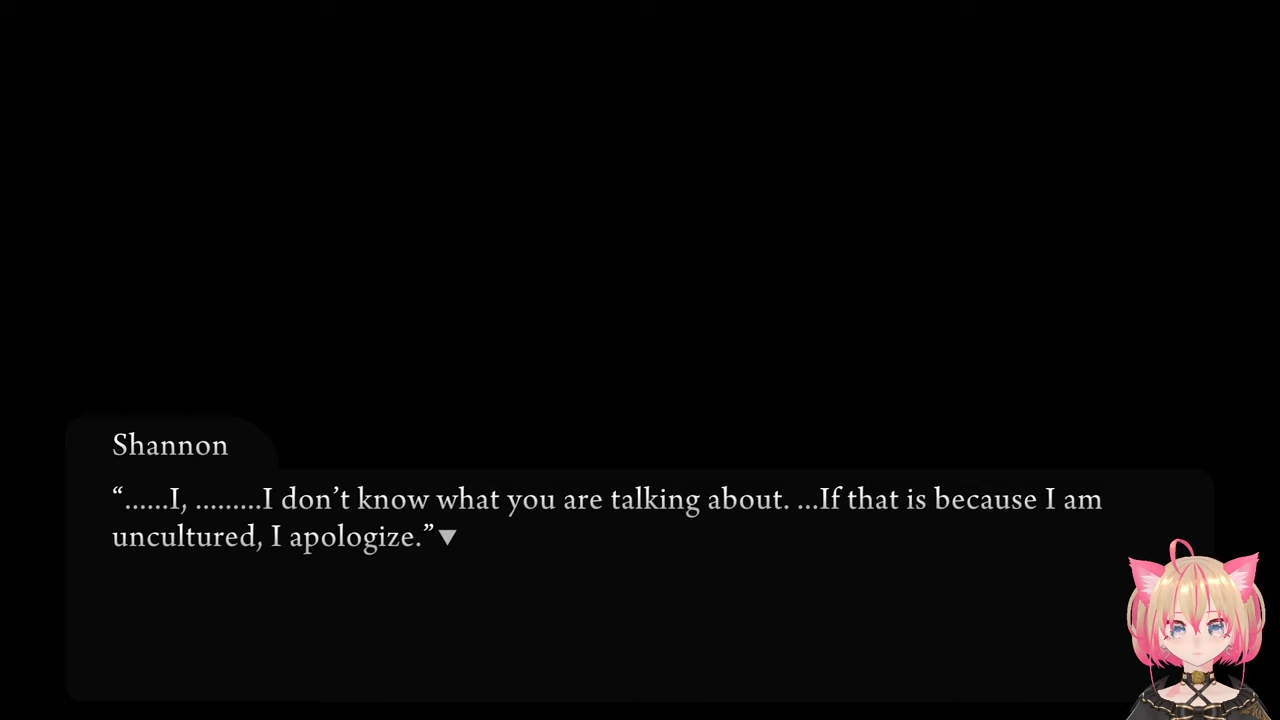 Shannon
“......I, .........I don’t know what you are talking about. ...If that is because I am
uncultured, I apologize.”▼